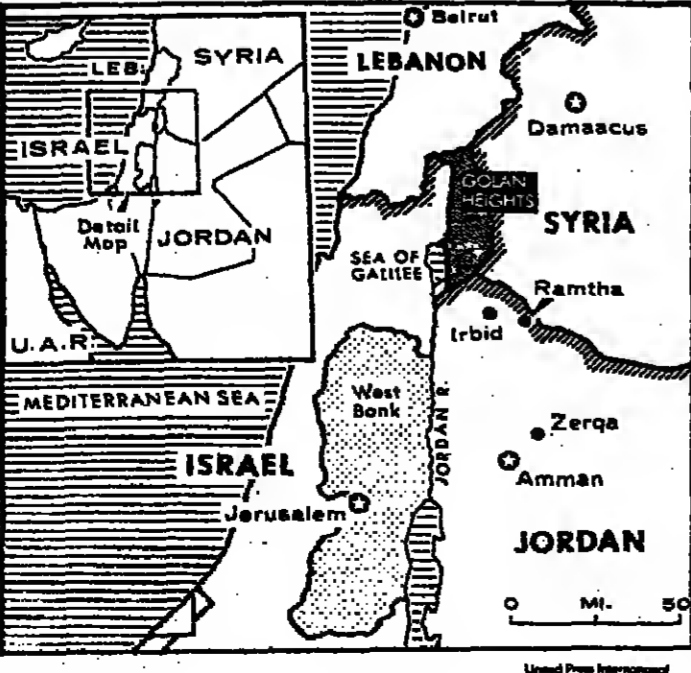 LEB.
SYRIA
ISRAEL
Detail
Map
JORDAN
U.A.R.
Beirut
LEBANON
Damaacus
GOLAN
HEIGHTS
SYRIA
SEA OF
GALILEE
Ramtha
Irbid
MEDITERRANEAN SEA
West
Bank
JORDAN R.
ISRAEL
Zerqa
Amman
Jerusalem
JORDAN
0 MI. 50
United Press International